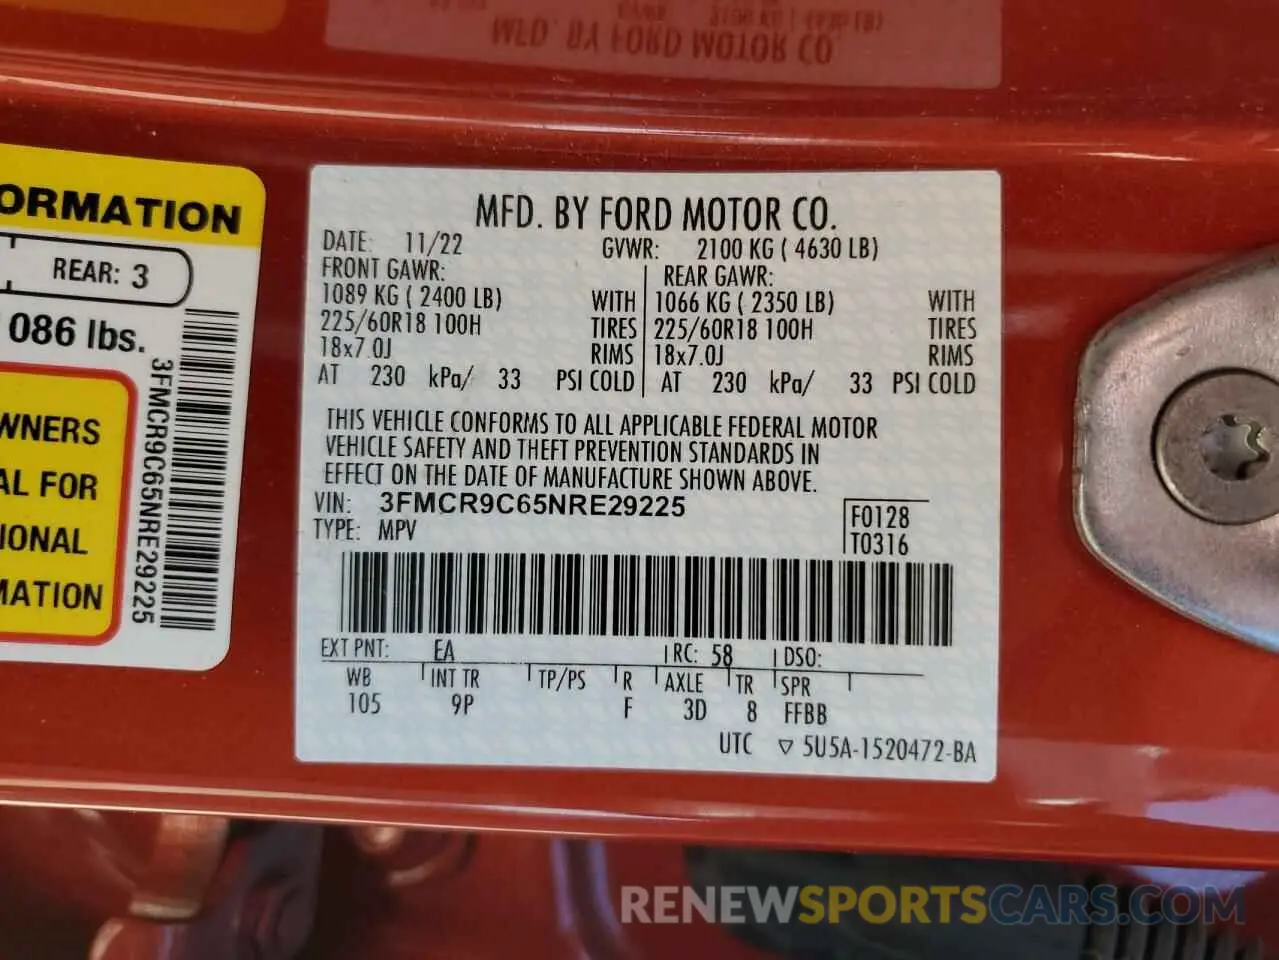 MFD. BY FORD MOTOR CO.
ORMATION
REAR: 3
086 lbs.
3FMCR9C65NRE29225
WNERS
AL FOR
IONAL
MATION
MFD. BY FORD MOTOR CO.
DATE: 11/22 GVWR: 2100 KG ( 4630 LB)
FRONT GAWR: REAR GAWR:
1089 KG ( 2400 LB) WITH 1066 KG ( 2350 LB) WITH
225/60R18 100H TIRES 225/60R18 100H TIRES
18x7.0J RIMS 18x7.0J RIMS
AT 230 kPa/ 33 PSI COLD AT 230 kPa/ 33 PSI COLD
THIS VEHICLE CONFORMS TO ALL APPLICABLE FEDERAL MOTOR
VEHICLE SAFETY AND THEFT PREVENTION STANDARDS IN
EFFECT ON THE DATE OF MANUFACTURE SHOWN ABOVE.
VIN: 3FMCR9C65NRE29225
TYPE: MPV
F0128
T0316
EXT PNT: EA RC: 58 DSO:
WB INT TR TP/PS R AXLE TR SPR
105 9P F 3D 8 FFBB
UTC ▽ 5U5A-1520472-BA
RENEWSPORTSCARS.COM